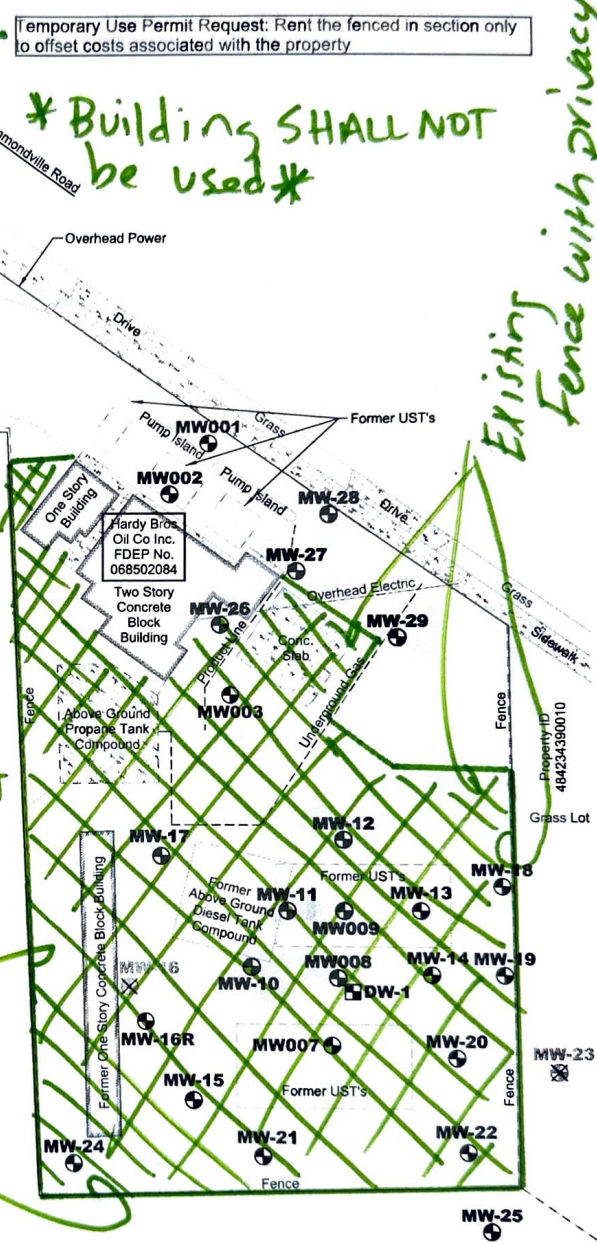 Temporary Use Permit Request: Rent the fenced in section only
to offset costs associated with the property
* Building SHALL NOT
be used *
Existing
Fence with privacy
Road
Overhead Power
Drive
Grass
Former UST's
MW001
Pump Island
MW002
Pump Island
MW-28
Drive
One Story
Building
Hardy Bros.
Oil Co Inc.
FDEP No.
068502084
MW-27
Grass
Sidewalk
Overhead Electric
Two Story
Concrete
Block
Building
MW-26
MW-29
Conc.
Slab
Product Line
MW003
Underground Gas
Fence
Fence
Above Ground
Propane Tank
Compound
Property ID
484234390010
Grass Lot
MW-12
MW-17
MW-18
Former One Story Concrete Block Building
Former
Above Ground
Diesel Tank
Compound
Former UST's
MW-11
MW-13
MW009
MW-16
MW-10
MW008
MW-14
MW-19
DW-1
MW-16R
MW007
MW-20
MW-23
MW-15
Former UST's
Fence
MW-21
MW-22
MW-24
Fence
MW-25